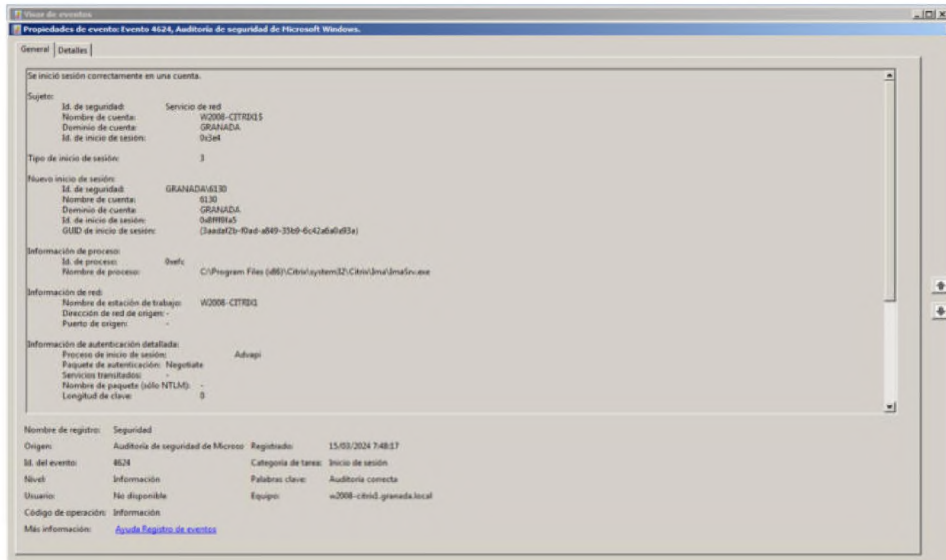 Visor de eventos
Propiedades de evento: Evento 4624, Auditoría de seguridad de Microsoft Windows.
General Detalles
Se inició sesión correctamente en una cuenta.
Sujeto:
Id. de seguridad: Servicio de red
Nombre de cuenta: W2008-CITRIX1$
Dominio de cuenta: GRANADA
Id. de inicio de sesión: 0x3e4
Tipo de inicio de sesión: 3
Nuevo inicio de sesión:
Id. de seguridad: GRANADA\6130
Nombre de cuenta: 6130
Dominio de cuenta: GRANADA
Id. de inicio de sesión:
GUID de inicio de sesión:
Información de proceso:
Id. de proceso: 0xefc
Nombre de proceso: C:\Program Files (x86)\Citrix\system32\Citrix\Ima\ImaSrv.exe
Información de red:
Nombre de estación de trabajo: W2008-CITRIX1
Dirección de red de origen: -
Puerto de origen: -
Información de autenticación detallada:
Proceso de inicio de sesión: Advapi
Paquete de autenticación: Negotiate
Servicios transitados: -
Nombre de paquete (sólo NTLM): -
Longitud de clave: 0
Nombre de registro: Seguridad
Origen: Auditoría de seguridad de Microso Registrado: 15/03/2024 7:48:17
Id. del evento: 4624 Categoría de tarea: Inicio de sesión
Nivel: Información Palabras clave: Auditoría correcta
Usuario: No disponible Equipo: w2008-citrix1.granada.local
Código de operación: Información
Más información: Ayuda Registro de eventos